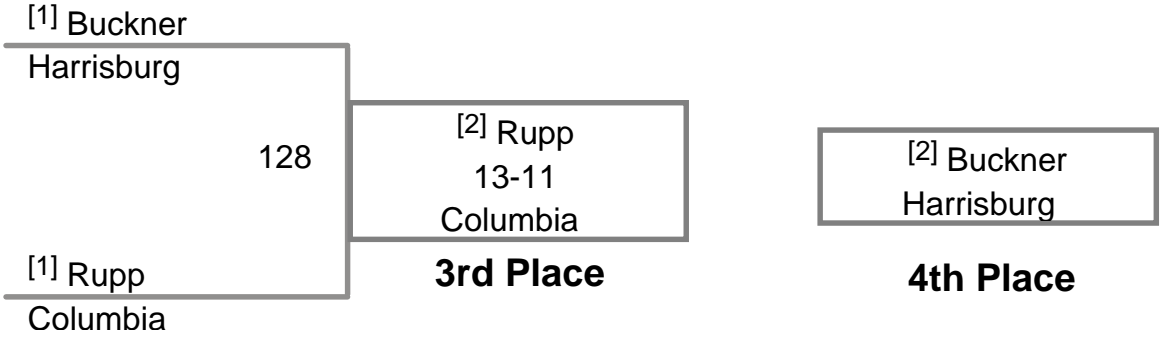 [1] Buckner
Harrisburg
128
[1] Rupp
Columbia
[2] Rupp
13-11
Columbia
3rd Place
[2] Buckner
Harrisburg
4th Place